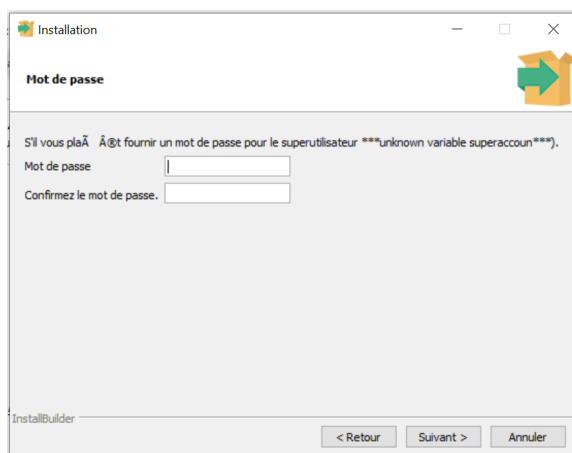 Installation
Mot de passe
S'il vous plaÃ Â®t fournir un mot de passe pour le superutilisateur ***unknown variable superaccoun***).
Mot de passe
Confirmez le mot de passe.
InstallBuilder
< Retour
Suivant >
Annuler